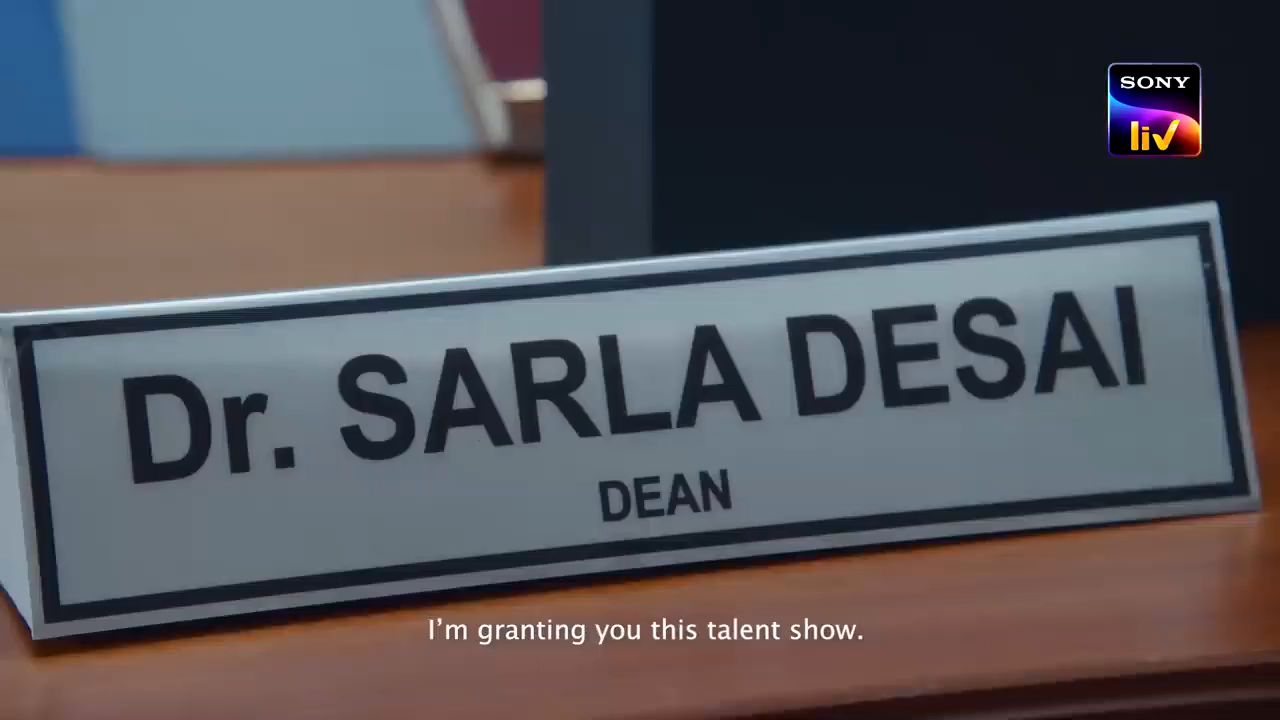 SONY
liv
Dr. SARLA DESAI
DEAN
I'm granting you this talent show.